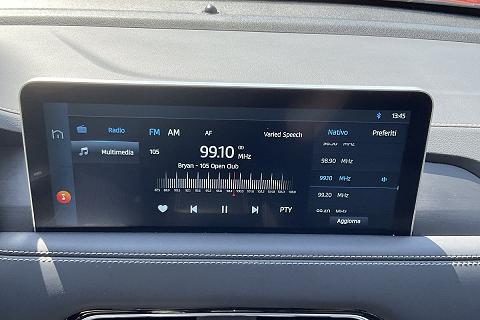 13:45
Radio FM AM AF Varied Speech Nativo Preferiti
Multimedia 105 99.10 MHz
Bryan - 105 Open Club
98.90 MHz
99.10 MHz
99.20 MHz
PTY Aggiorna